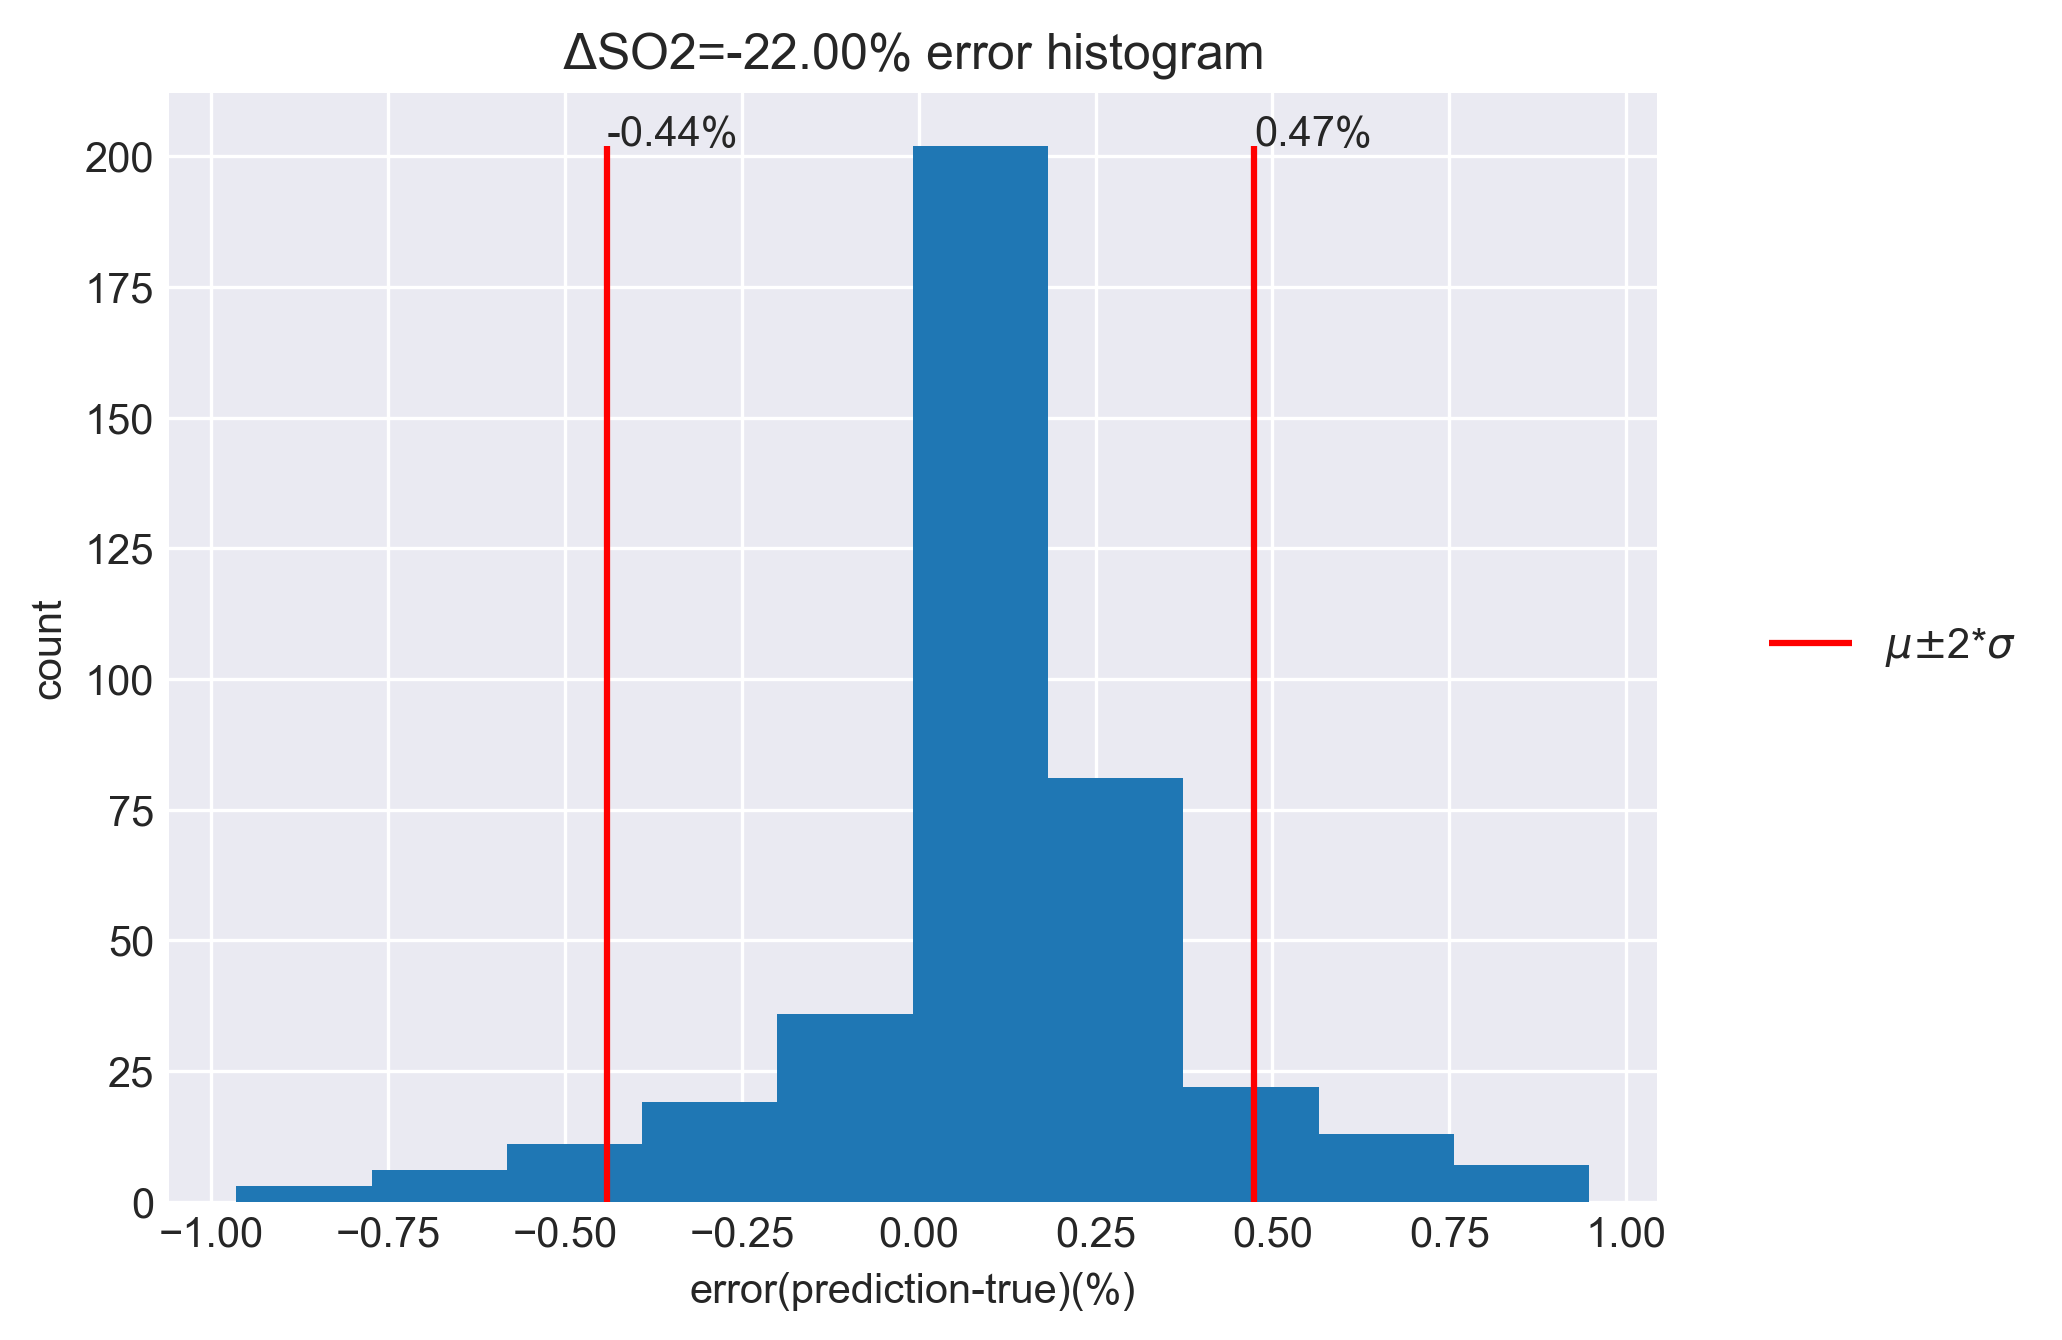 ΔSO2=-22.00% error histogram
-0.44%
0.47%
200
175
150
125
100
75
50
25
0
count
−1.00 −0.75 −0.50 −0.25 0.00 0.25 0.50 0.75 1.00
error(prediction-true)(%)
μ±2*σ